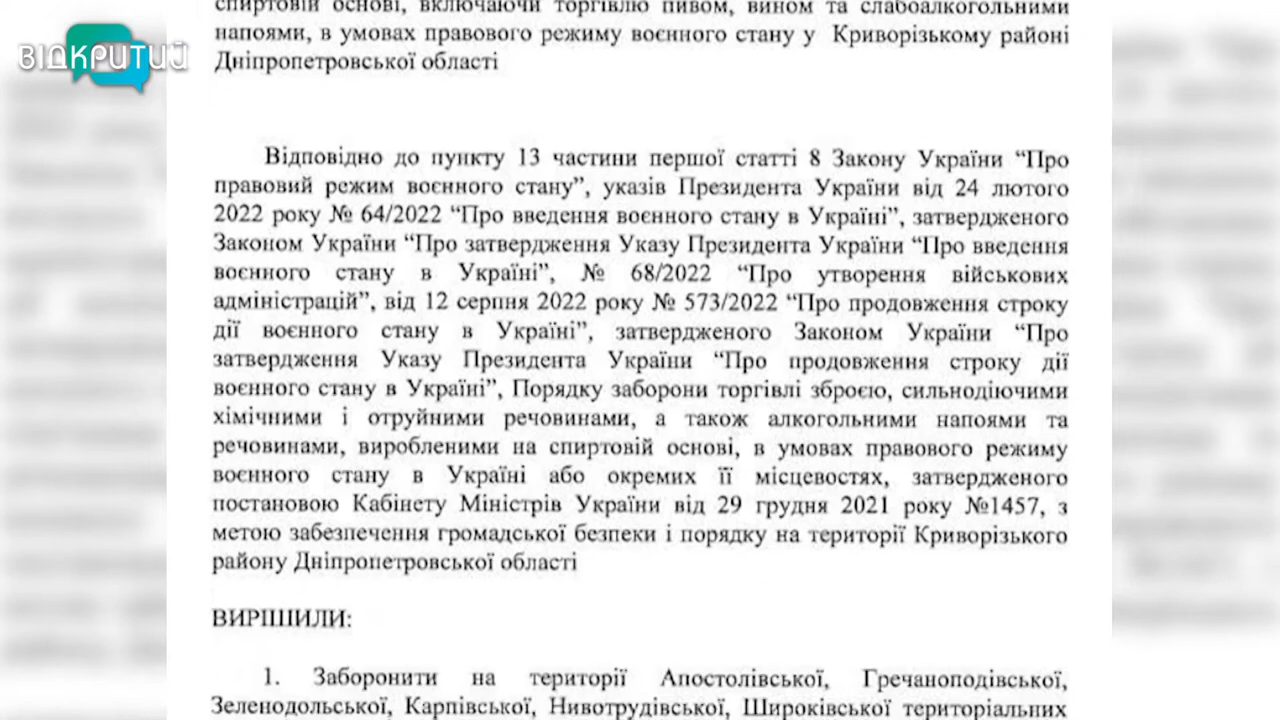 ВІДКРИТИЙ
спиртовій основі, включаючи торгівлю пивом, вином та слабоалкогольними
напоями, в умовах правового режиму воєнного стану у Криворізькому районі
Дніпропетровської області
Відповідно до пункту 13 частини першої статті 8 Закону України “Про
правовий режим воєнного стану”, указів Президента України від 24 лютого
2022 року № 64/2022 “Про введення воєнного стану в Україні”, затвердженого
Законом України “Про затвердження Указу Президента України “Про введення
воєнного стану в Україні”, № 68/2022 “Про утворення військових
адміністрацій”, від 12 серпня 2022 року № 573/2022 “Про продовження строку
дії воєнного стану в Україні”, затвердженого Законом України “Про
затвердження Указу Президента України “Про продовження строку дії
воєнного стану в Україні”, Порядку заборони торгівлі зброєю, сильнодіючими
хімічними і отруйними речовинами, а також алкогольними напоями та
речовинами, виробленими на спиртовій основі, в умовах правового режиму
воєнного стану в Україні або окремих її місцевостях, затвердженого
постановою Кабінету Міністрів України від 29 грудня 2021 року №1457, з
метою забезпечення громадської безпеки і порядку на території Криворізького
району Дніпропетровської області
ВИРІШИЛИ:
1. Заборонити на території Апостолівської, Гречаноподівської,
Зеленодольської, Карпівської, Нивотрудівської, Широківської територіальних